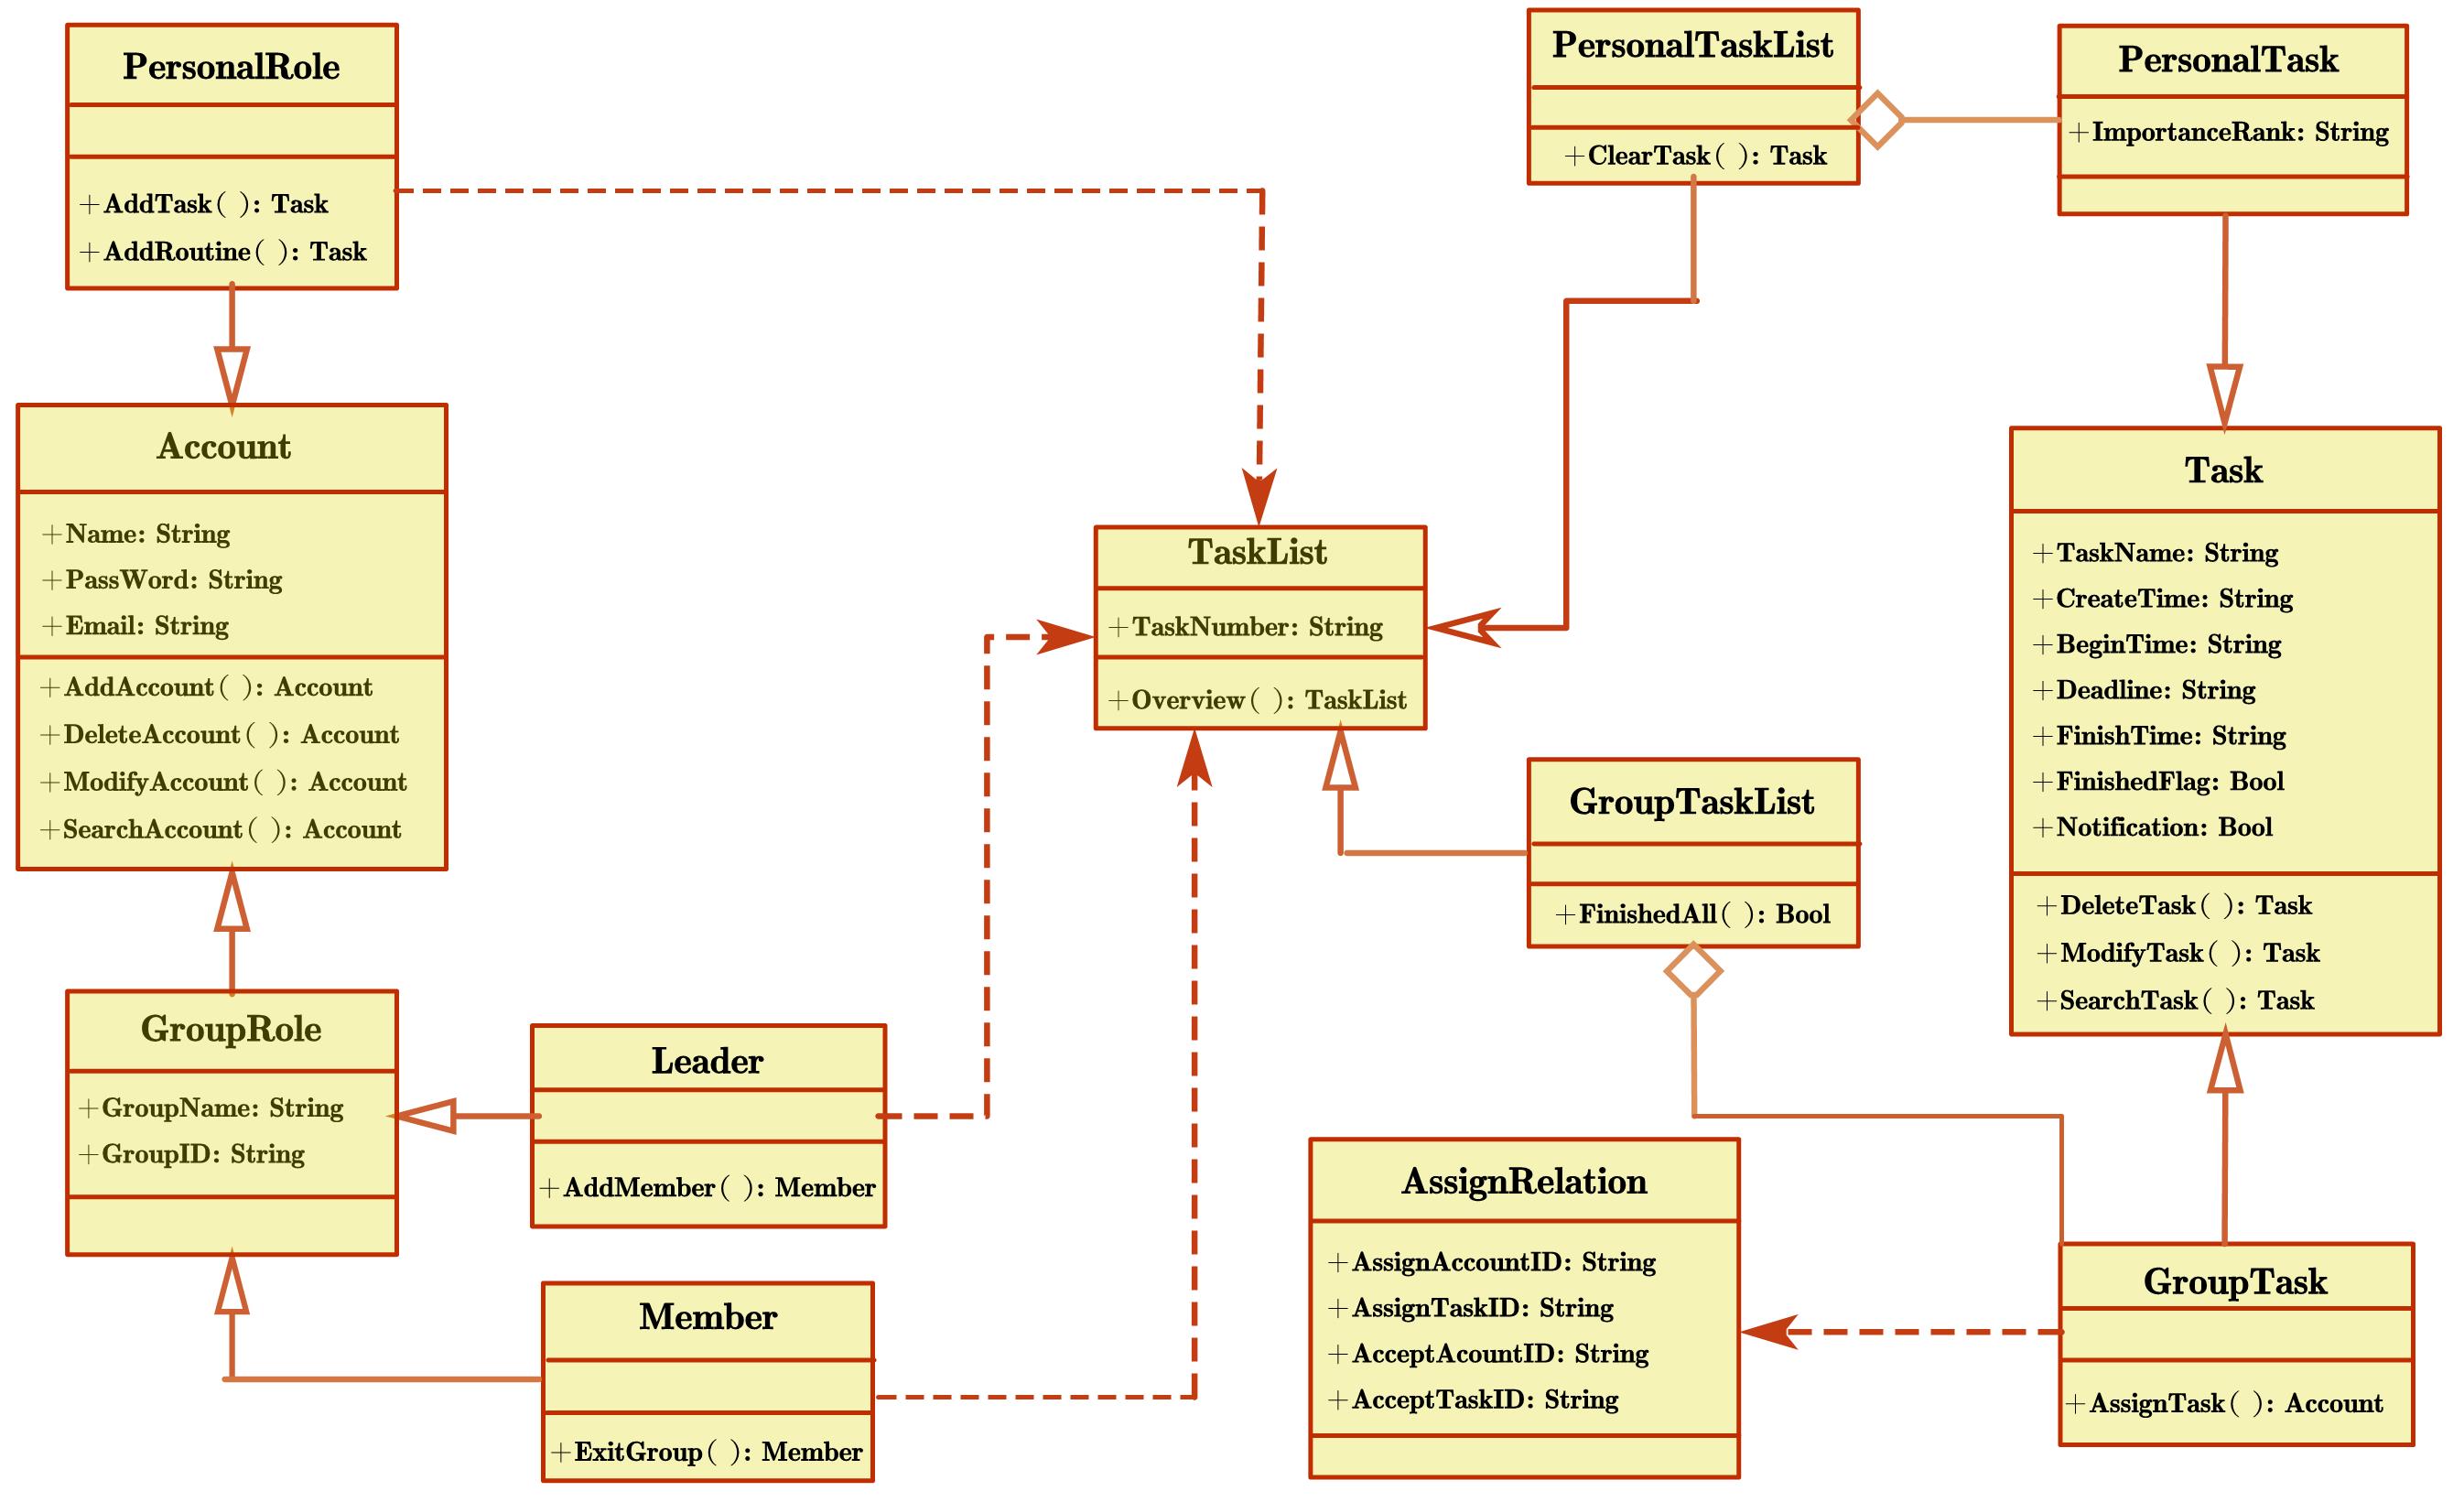 PersonalRole
+AddTask( ): Task
+AddRoutine( ): Task
Account
+Name: String
+PassWord: String
+Email: String
+AddAccount( ): Account
+DeleteAccount( ): Account
+ModifyAccount( ): Account
+SearchAccount( ): Account
GroupRole
+GroupName: String
+GroupID: String
Leader
+AddMember( ): Member
Member
+ExitGroup( ): Member
TaskList
+TaskNumber: String
+Overview( ): TaskList
PersonalTaskList
+ClearTask( ): Task
GroupTaskList
+FinishedAll( ): Bool
AssignRelation
+AssignAccountID: String
+AssignTaskID: String
+AcceptAcountID: String
+AcceptTaskID: String
PersonalTask
+ImportanceRank: String
Task
+TaskName: String
+CreateTime: String
+BeginTime: String
+Deadline: String
+FinishTime: String
+FinishedFlag: Bool
+Notification: Bool
+DeleteTask( ): Task
+ModifyTask( ): Task
+SearchTask( ): Task
GroupTask
+AssignTask( ): Account